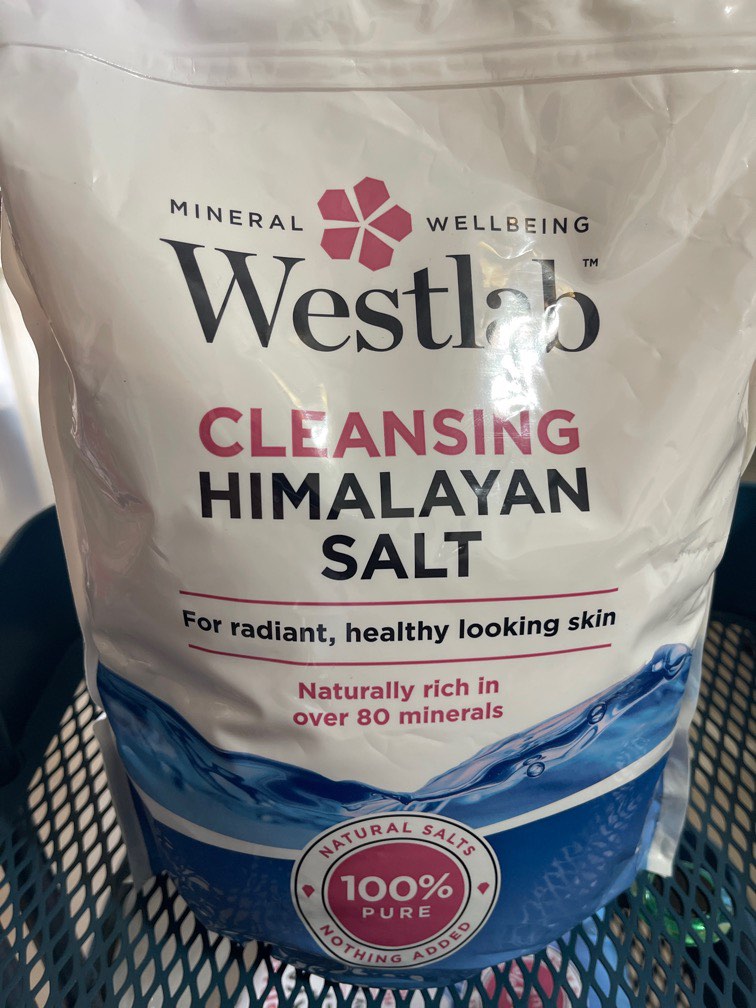 MINERAL WELLBEING
Westlab™
CLEANSING
HIMALAYAN
SALT
For radiant, healthy looking skin
Naturally rich in
over 80 minerals
NATURAL SALTS
100%
PURE
NOTHING ADDED